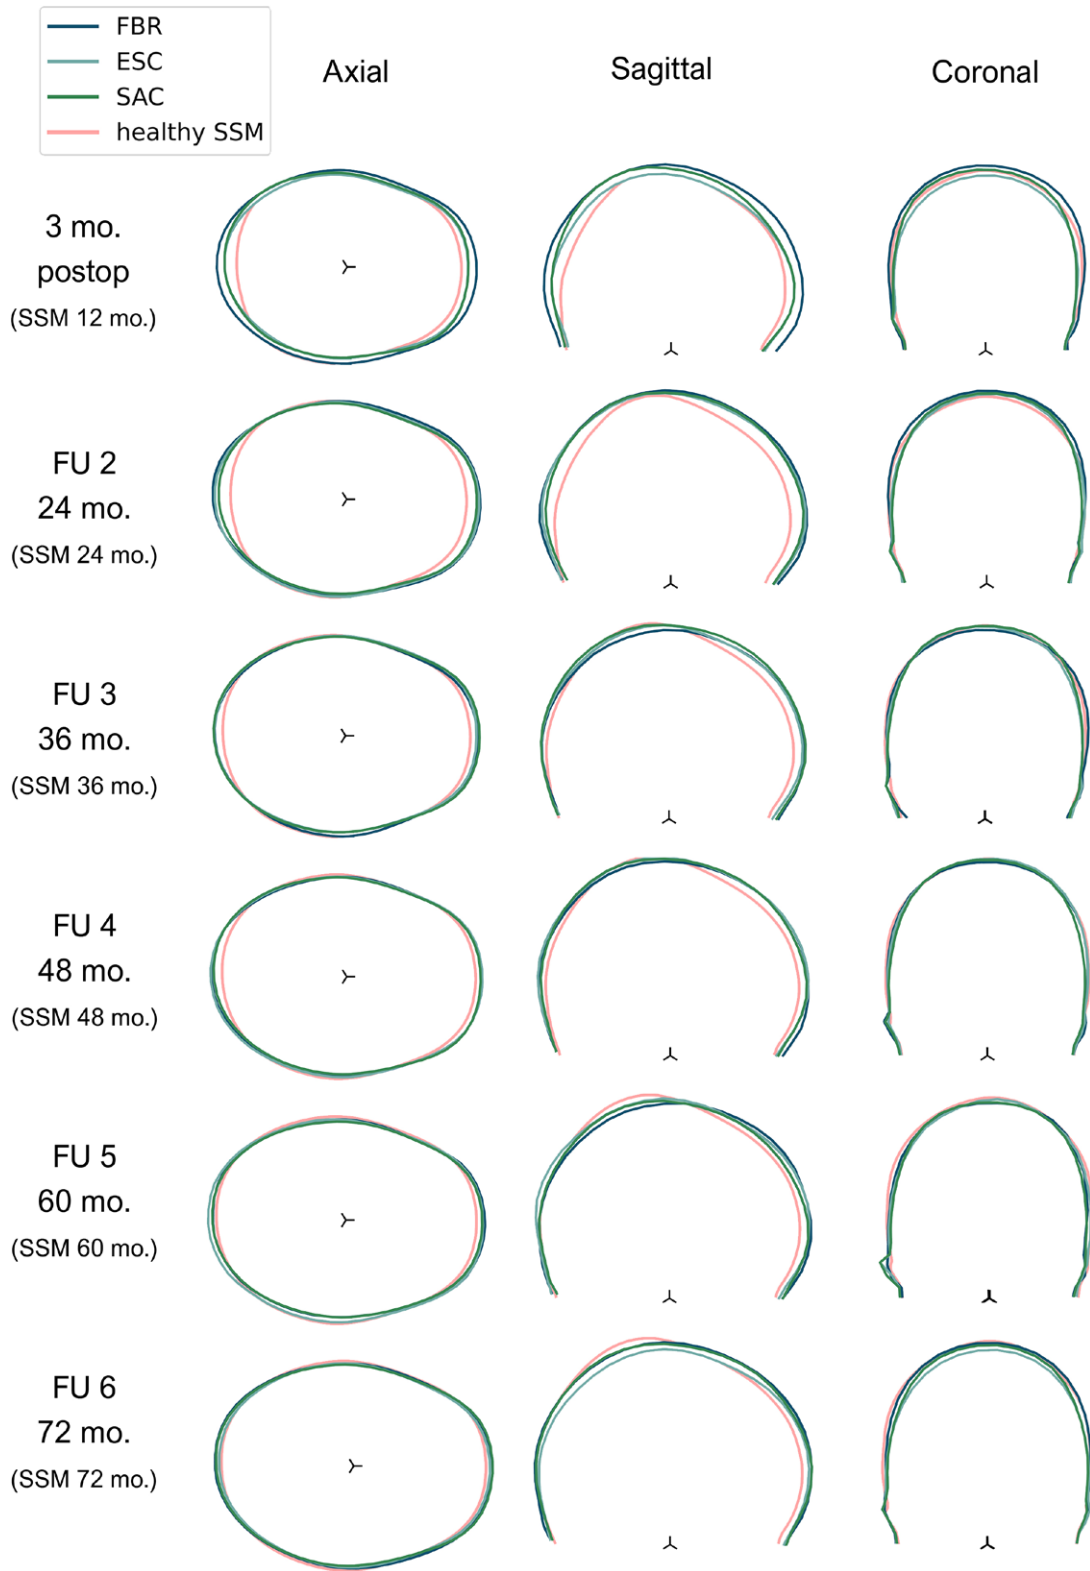 FBR
ESC
SAC
healthy SSM
Axial
Sagittal
Coronal
3 mo.
postop
(SSM 12 mo.)
FU 2
24 mo.
(SSM 24 mo.)
FU 3
36 mo.
(SSM 36 mo.)
FU 4
48 mo.
(SSM 48 mo.)
FU 5
60 mo.
(SSM 60 mo.)
FU 6
72 mo.
(SSM 72 mo.)